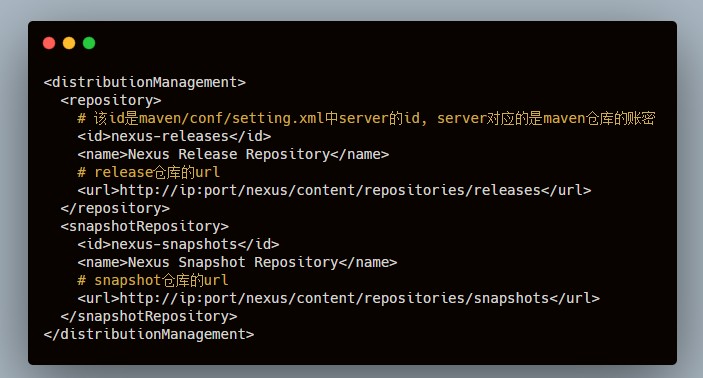 <distributionManagement>
  <repository>
    # 该id是maven/conf/setting.xml中server的id, server对应的是maven仓库的账密
    <id>nexus-releases</id>
    <name>Nexus Release Repository</name>
    # release仓库的url
    <url>http://ip:port/nexus/content/repositories/releases</url>
  </repository>
  <snapshotRepository>
    <id>nexus-snapshots</id>
    <name>Nexus Snapshot Repository</name>
    # snapshot仓库的url
    <url>http://ip:port/nexus/content/repositories/snapshots</url>
  </snapshotRepository>
</distributionManagement>